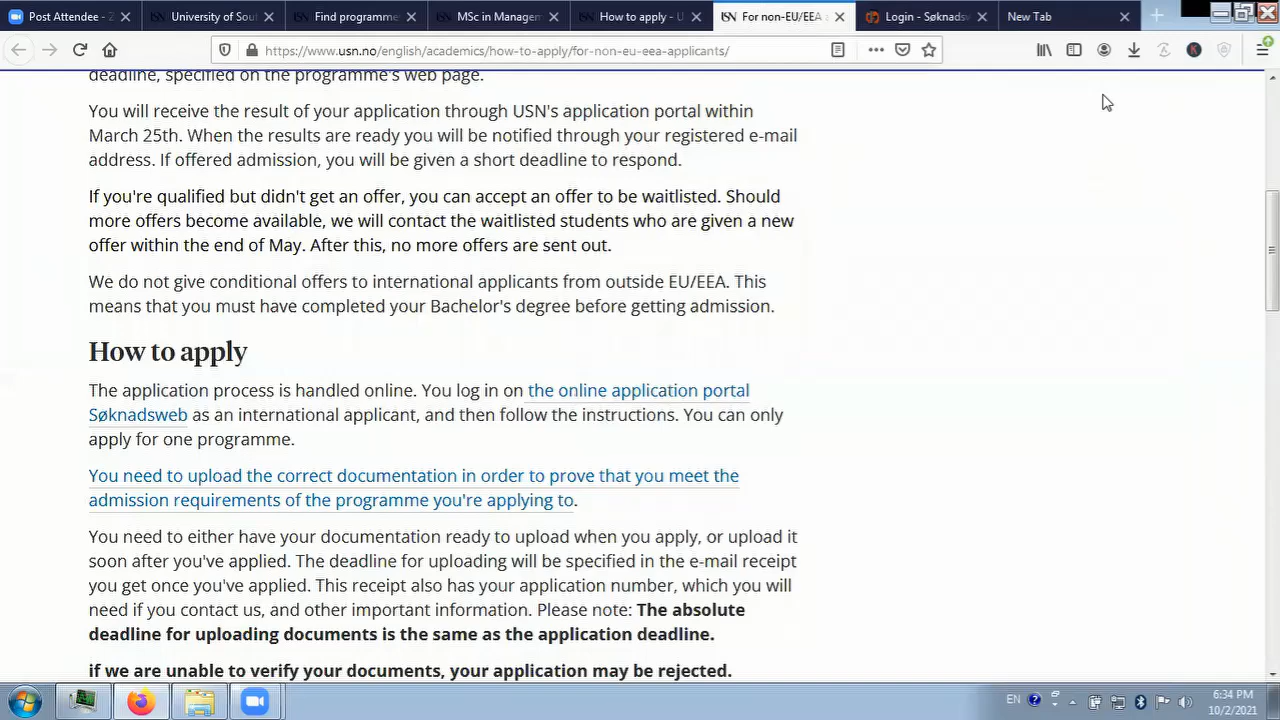 Post Attendee - Z
University of Sou
Find programme
MSc in Managem
How to apply - U
For non-EU/EEA a
Login - Søknadsw
New Tab
https://www.usn.no/english/academics/how-to-apply/for-non-eu-eea-applicants/
deadline, specified on the programme's web page.
You will receive the result of your application through USN's application portal within
March 25th. When the results are ready you will be notified through your registered e-mail
address. If offered admission, you will be given a short deadline to respond.
If you're qualified but didn't get an offer, you can accept an offer to be waitlisted. Should
more offers become available, we will contact the waitlisted students who are given a new
offer within the end of May. After this, no more offers are sent out.
We do not give conditional offers to international applicants from outside EU/EEA. This
means that you must have completed your Bachelor's degree before getting admission.
How to apply
The application process is handled online. You log in on the online application portal
Søknadsweb as an international applicant, and then follow the instructions. You can only
apply for one programme.
You need to upload the correct documentation in order to prove that you meet the
admission requirements of the programme you're applying to.
You need to either have your documentation ready to upload when you apply, or upload it
soon after you've applied. The deadline for uploading will be specified in the e-mail receipt
you get once you've applied. This receipt also has your application number, which you will
need if you contact us, and other important information. Please note: The absolute
deadline for uploading documents is the same as the application deadline.
if we are unable to verify your documents, your application may be rejected.
EN
6:34 PM
10/2/2021